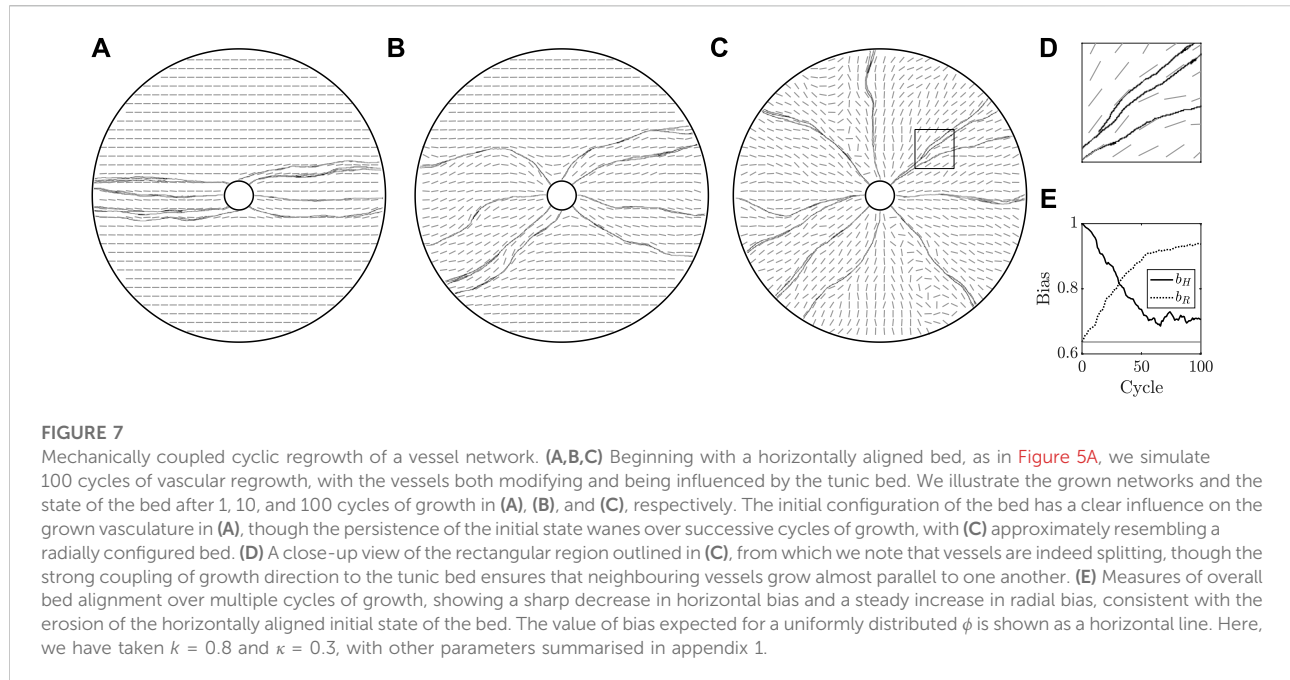 A
B
C
D
E
1
0.8
0.6
Bias
b_H
b_R
0
50
100
Cycle
FIGURE 7
Mechanically coupled cyclic regrowth of a vessel network. (A,B,C) Beginning with a horizontally aligned bed, as in Figure 5A, we simulate
100 cycles of vascular regrowth, with the vessels both modifying and being influenced by the tunic bed. We illustrate the grown networks and the
state of the bed after 1, 10, and 100 cycles of growth in (A), (B), and (C), respectively. The initial configuration of the bed has a clear influence on the
grown vasculature in (A), though the persistence of the initial state wanes over successive cycles of growth, with (C) approximately resembling a
radially configured bed. (D) A close-up view of the rectangular region outlined in (C), from which we note that vessels are indeed splitting, though the
strong coupling of growth direction to the tunic bed ensures that neighbouring vessels grow almost parallel to one another. (E) Measures of overall
bed alignment over multiple cycles of growth, showing a sharp decrease in horizontal bias and a steady increase in radial bias, consistent with the
erosion of the horizontally aligned initial state of the bed. The value of bias expected for a uniformly distributed ϕ is shown as a horizontal line. Here,
we have taken k = 0.8 and κ = 0.3, with other parameters summarised in appendix 1.